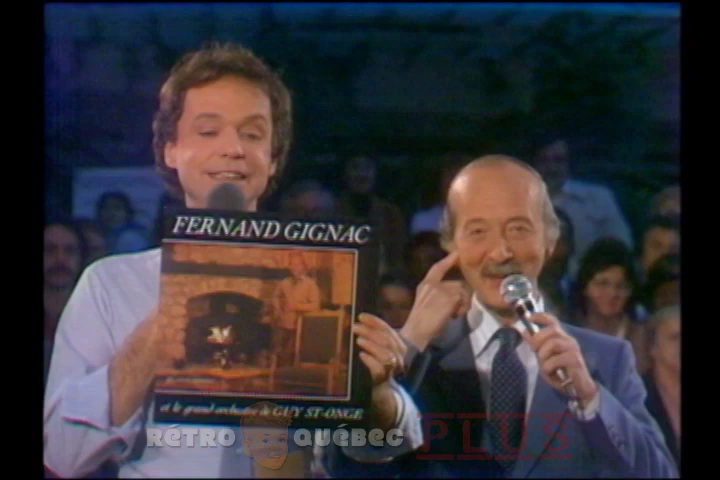 FERNAND GIGNAC
et le grand orchestre de GUY ST-ONGE
RÉTRO QUÉBEC PLUS